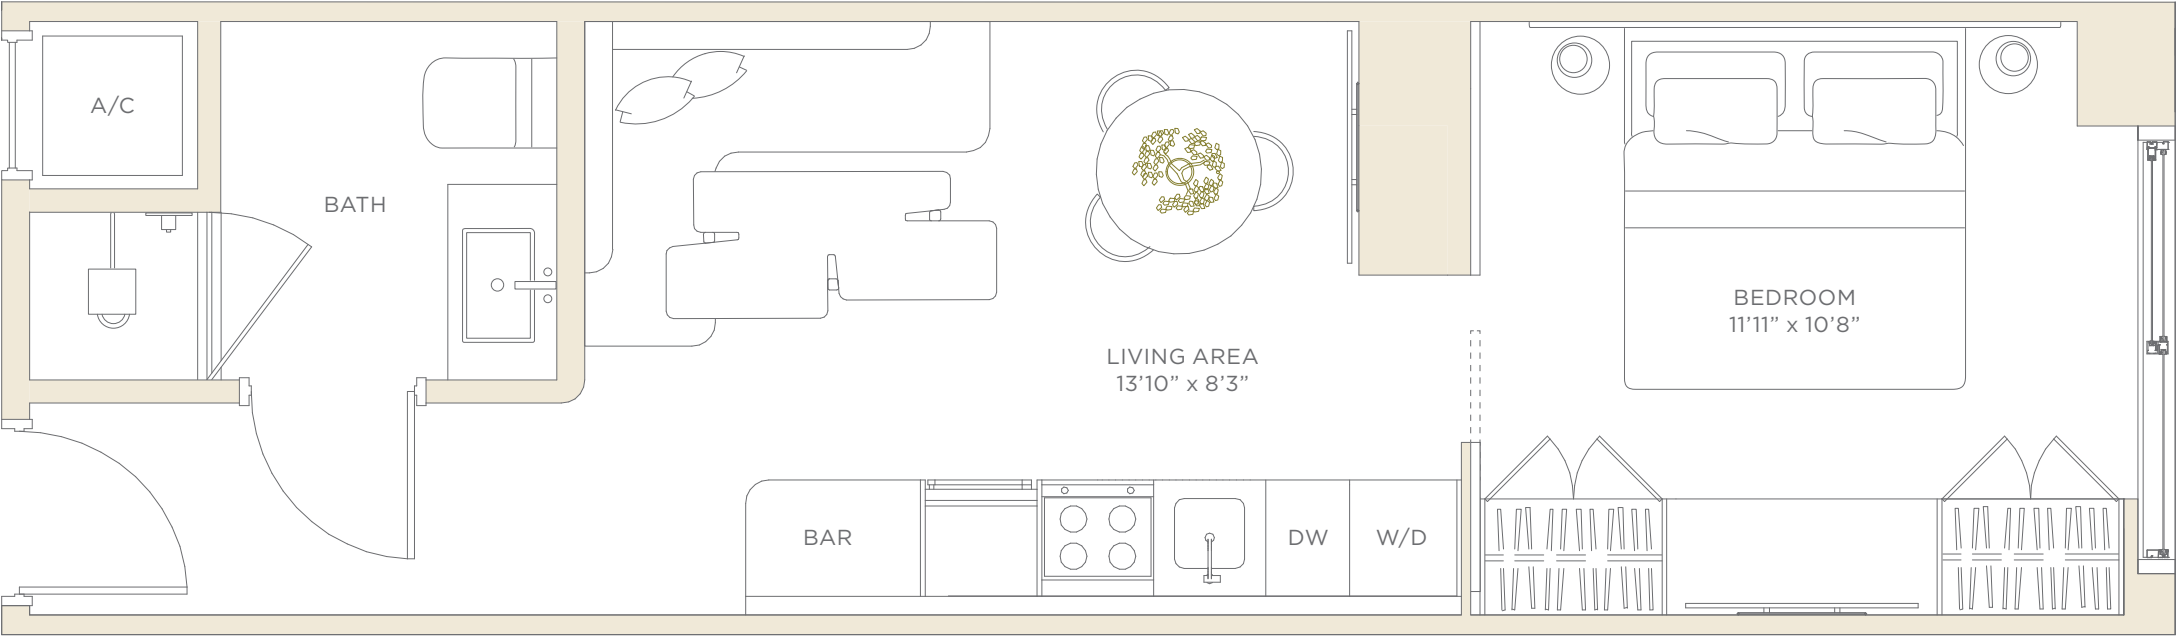 A/C
BATH
LIVING AREA
13’10” x 8’3”
BEDROOM
11’11” x 10’8”
BAR
DW
W/D